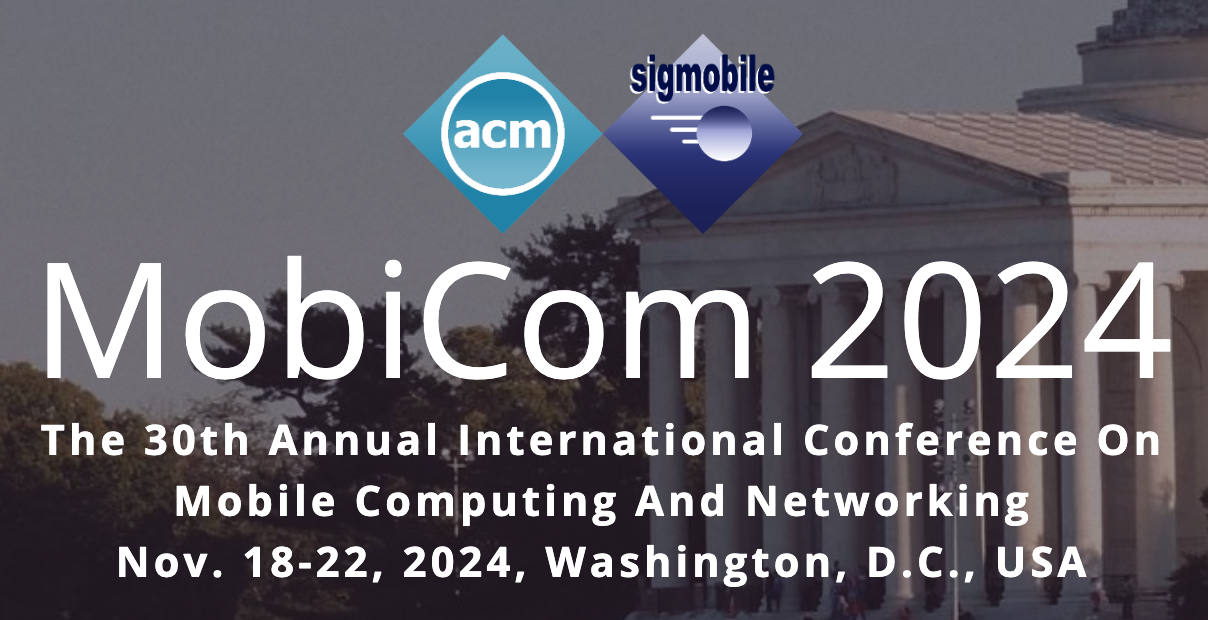 acm
sigmobile
MobiCom 2024
The 30th Annual International Conference On
Mobile Computing And Networking
Nov. 18-22, 2024, Washington, D.C., USA